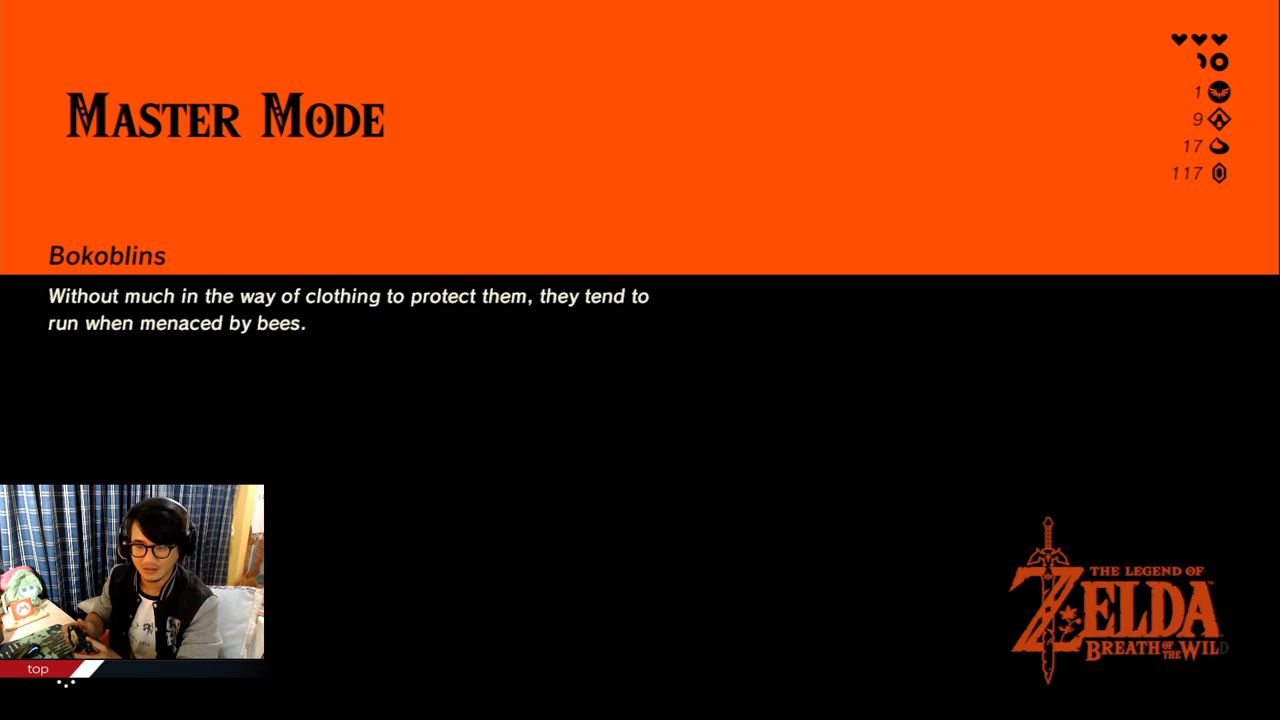 MASTER MODE
1
9
17
117
Bokoblins
Without much in the way of clothing to protect them, they tend to
run when menaced by bees.
THE LEGEND OF
ZELDA
BREATH OF THE WILD
top